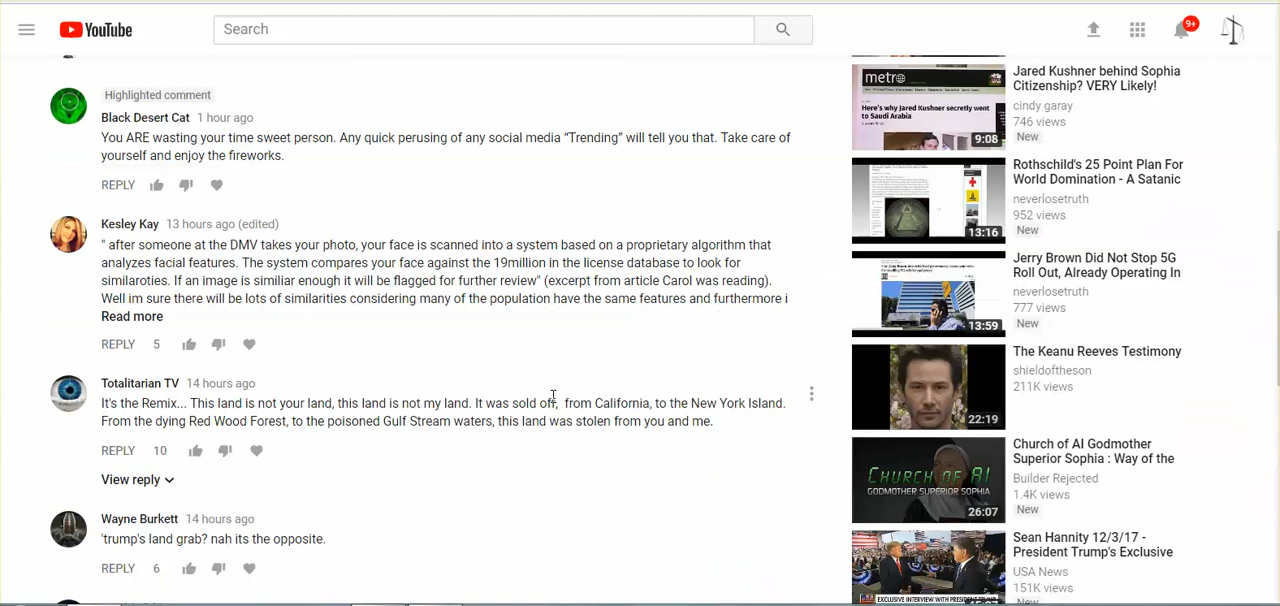 YouTube
Search
9+
Highlighted comment
Black Desert Cat 1 hour ago
You ARE wasting your time sweet person. Any quick perusing of any social media “Trending” will tell you that. Take care of
yourself and enjoy the fireworks.
REPLY
Kesley Kay 13 hours ago (edited)
" after someone at the DMV takes your photo, your face is scanned into a system based on a proprietary algorithm that
analyzes facial features. The system compares your face against the 19million in the license database to look for
similaroties. If an image is simdliar enough it will be flagged for further review" (excerpt from article Carol was reading).
Well im sure there will be lots of similarities considering many of the population have the same features and furthermore i
Read more
REPLY 5
Totalitarian TV 14 hours ago
It's the Remix... This land is not your land, this land is not my land. It was sold off, from California, to the New York Island.
From the dying Red Wood Forest, to the poisoned Gulf Stream waters, this land was stolen from you and me.
REPLY 10
View reply
Wayne Burkett 14 hours ago
'trump's land grab? nah its the opposite.
REPLY 6
metro
Here's why Jared Kushner secretly went
to Saudi Arabia
9:08
Jared Kushner behind Sophia
Citizenship? VERY Likely!
cindy garay
746 views
New
13:16
Rothschild's 25 Point Plan For
World Domination - A Satanic
neverlosetruth
952 views
New
13:59
Jerry Brown Did Not Stop 5G
Roll Out, Already Operating In
neverlosetruth
777 views
New
22:19
The Keanu Reeves Testimony
shieldoftheson
211K views
CHURCH OF AI
GODMOTHER SUPERIOR SOPHIA
26:07
Church of AI Godmother
Superior Sophia : Way of the
Builder Rejected
1.4K views
New
EXCLUSIVE INTERVIEW WITH PRESIDENT TRUMP
Sean Hannity 12/3/17 -
President Trump's Exclusive
USA News
151K views
New